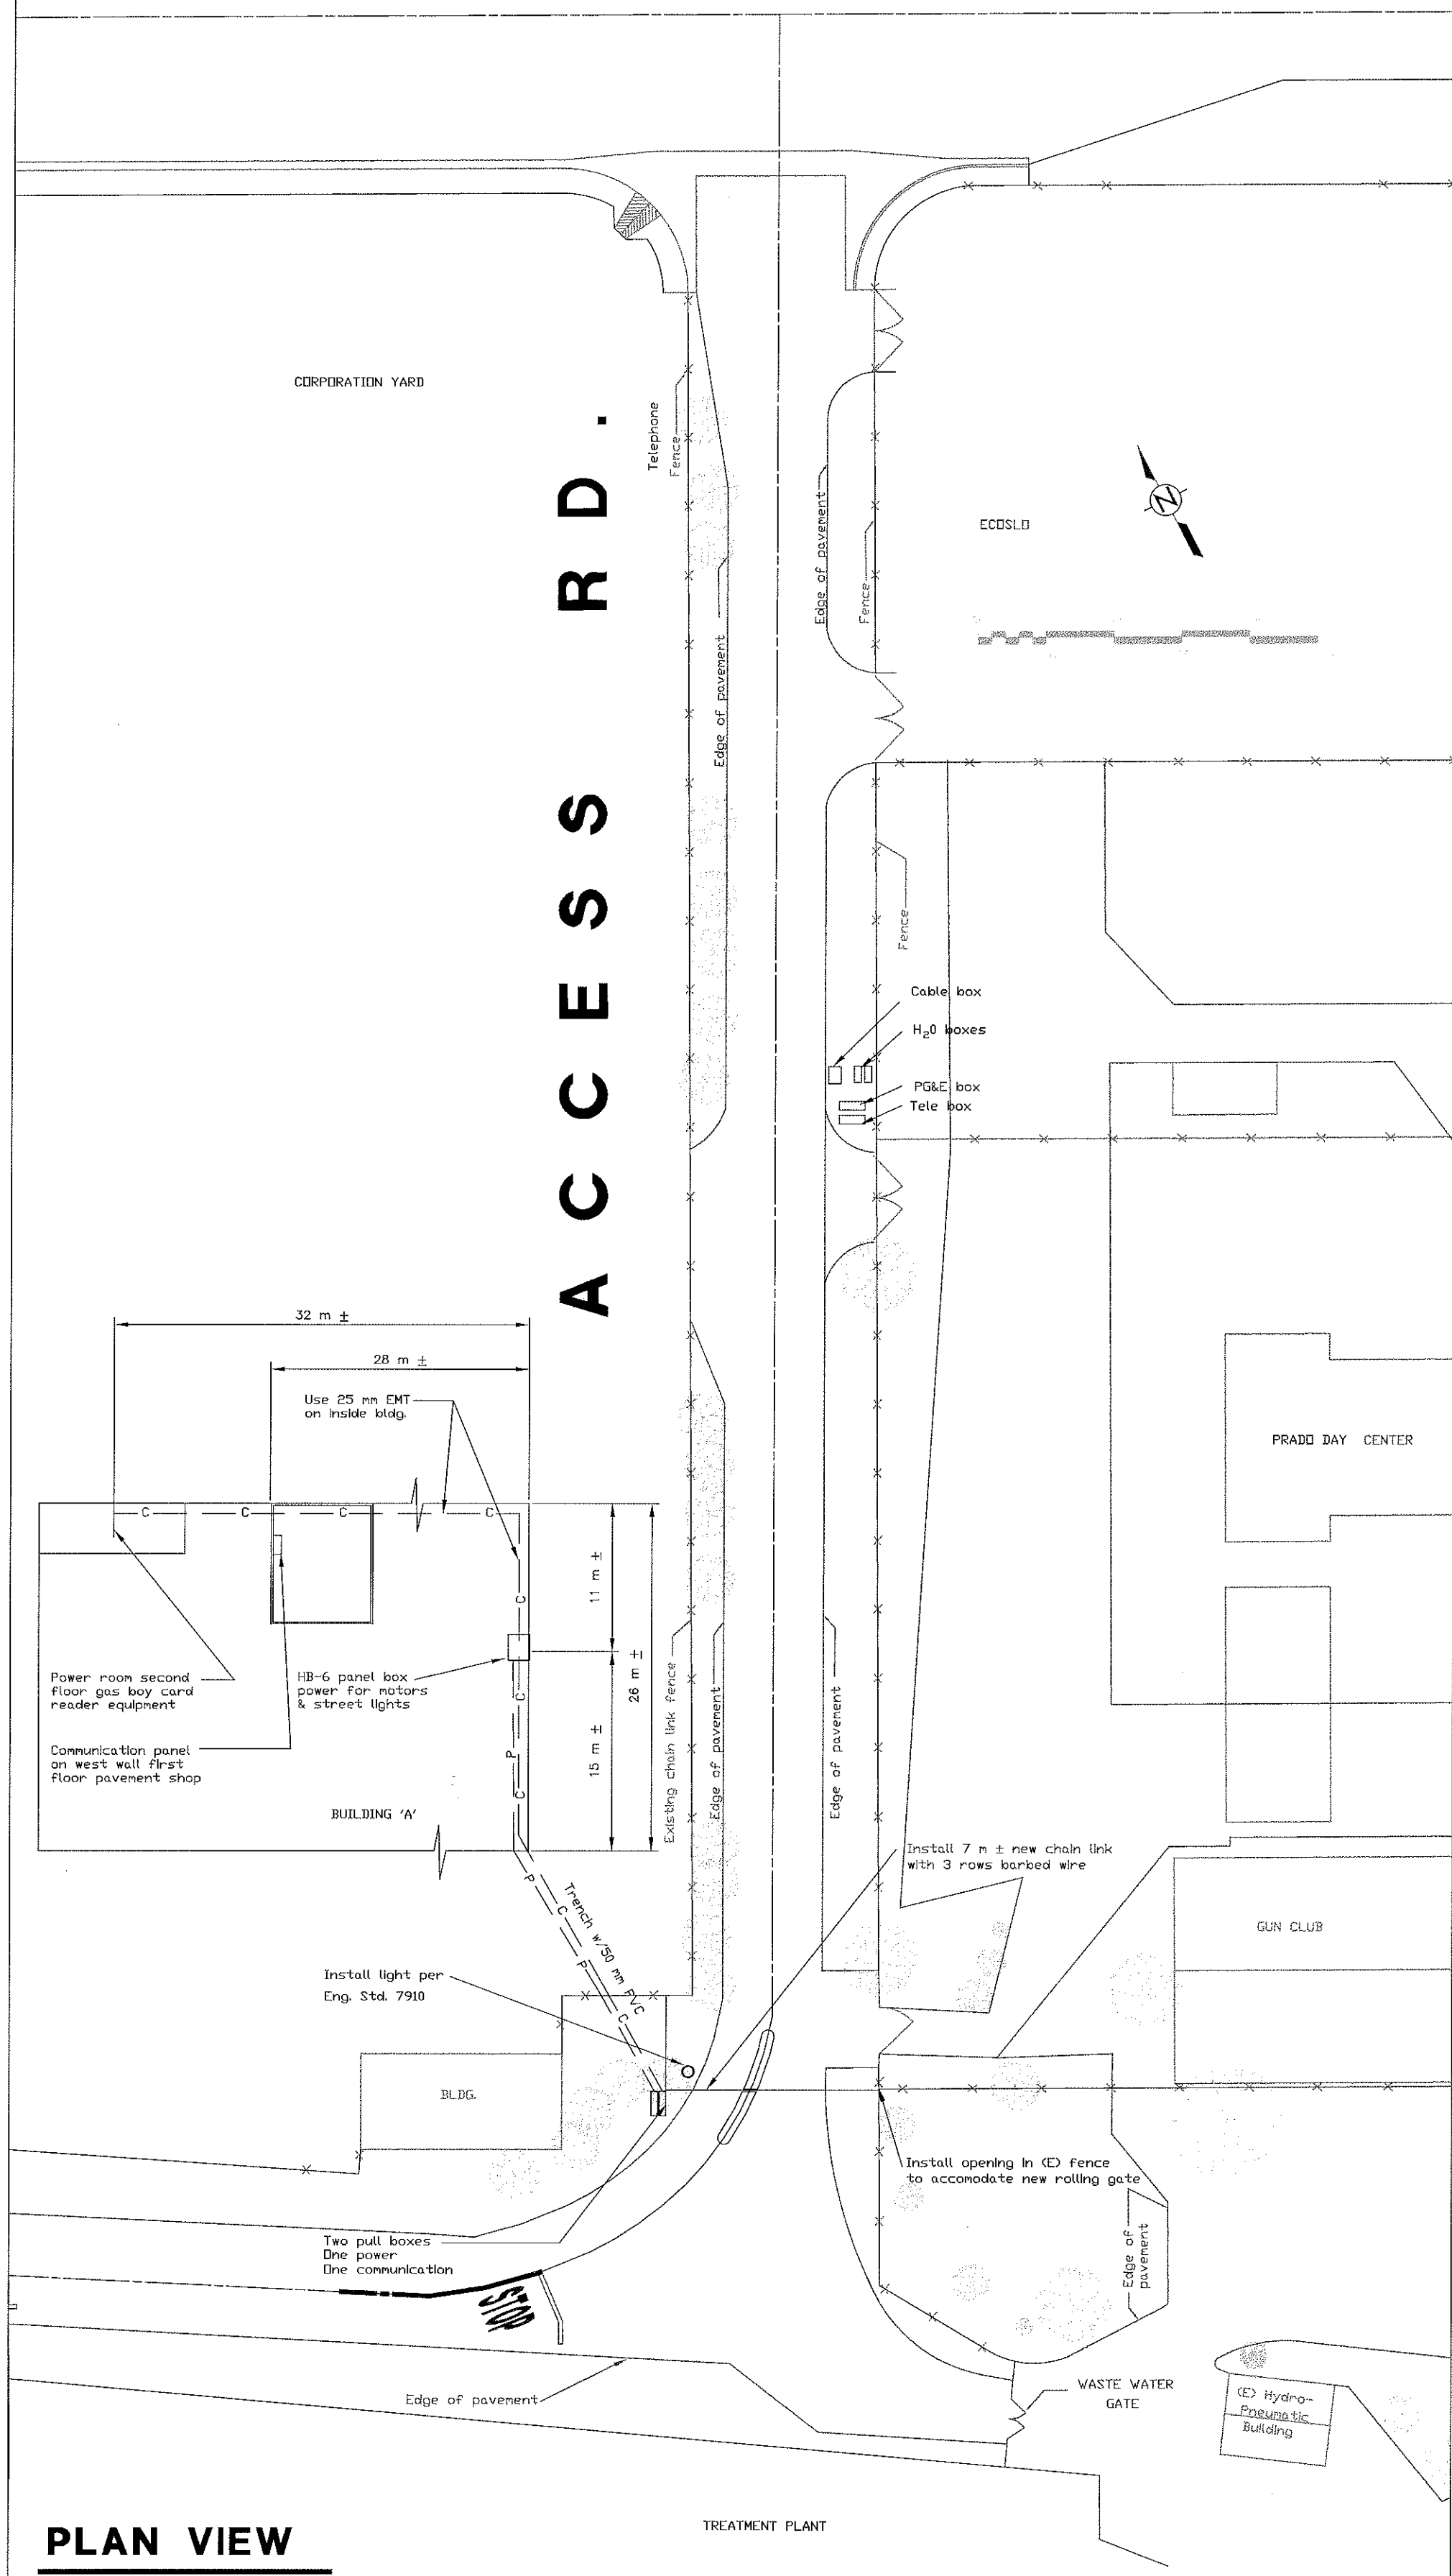 CORPORATION YARD
ACCESS RD.
Telephone
Fence
Edge of pavement
Edge of pavement
Fence
ECOSLO
N
Fence
Cable box
H₂O boxes
PG&E box
Tele box
32 m ±
28 m ±
Use 25 mm EMT
on inside bldg.
PRADO DAY CENTER
C
C
C
C
C
11 m ±
26 m ±
15 m ±
Power room second
floor gas boy card
reader equipment
HB-6 panel box
power for motors
& street lights
Communication panel
on west wall first
floor pavement shop
C
P
C
BUILDING 'A'
Existing chain link fence
Edge of pavement
Edge of pavement
Install 7 m ± new chain link
with 3 rows barbed wire
P
C
P
C
Trench w/50 mm PVC
GUN CLUB
Install light per
Eng. Std. 7910
BLDG.
Install opening in (E) fence
to accomodate new rolling gate
Two pull boxes
One power
One communication
STOP
Edge of
pavement
Edge of pavement
WASTE WATER
GATE
(E) Hydro-
Pneumatic
Building
TREATMENT PLANT
PLAN VIEW